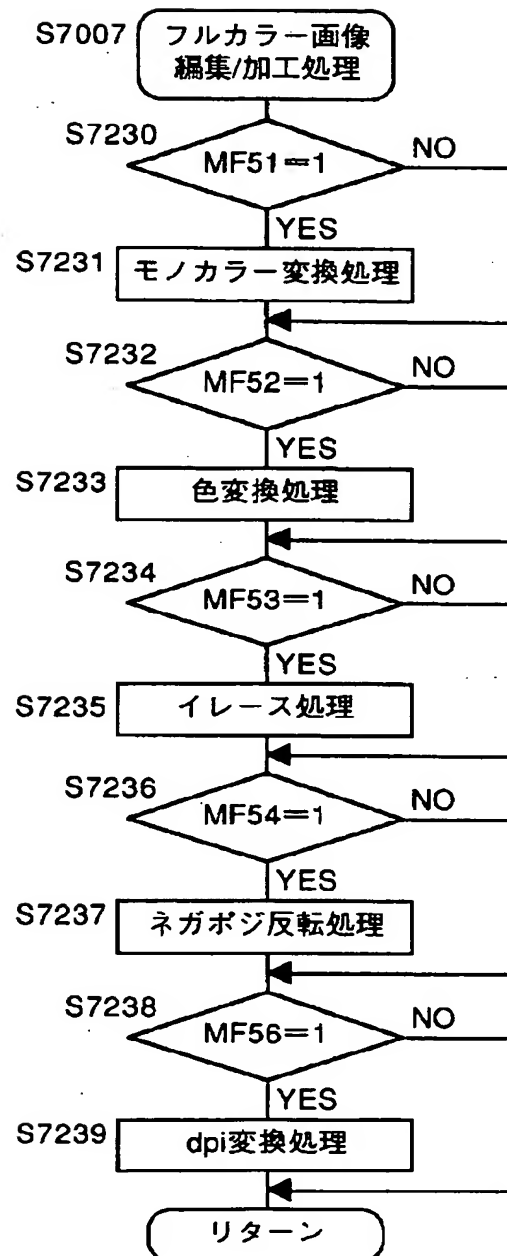 S7007
フルカラー画像
編集/加工処理
S7230
MF51=1
NO
YES
S7231
モノカラー変換処理
S7232
MF52=1
NO
YES
S7233
色変換処理
S7234
MF53=1
NO
YES
S7235
イレース処理
S7236
MF54=1
NO
YES
S7237
ネガポジ反転処理
S7238
MF56=1
NO
YES
S7239
dpi変換処理
リターン